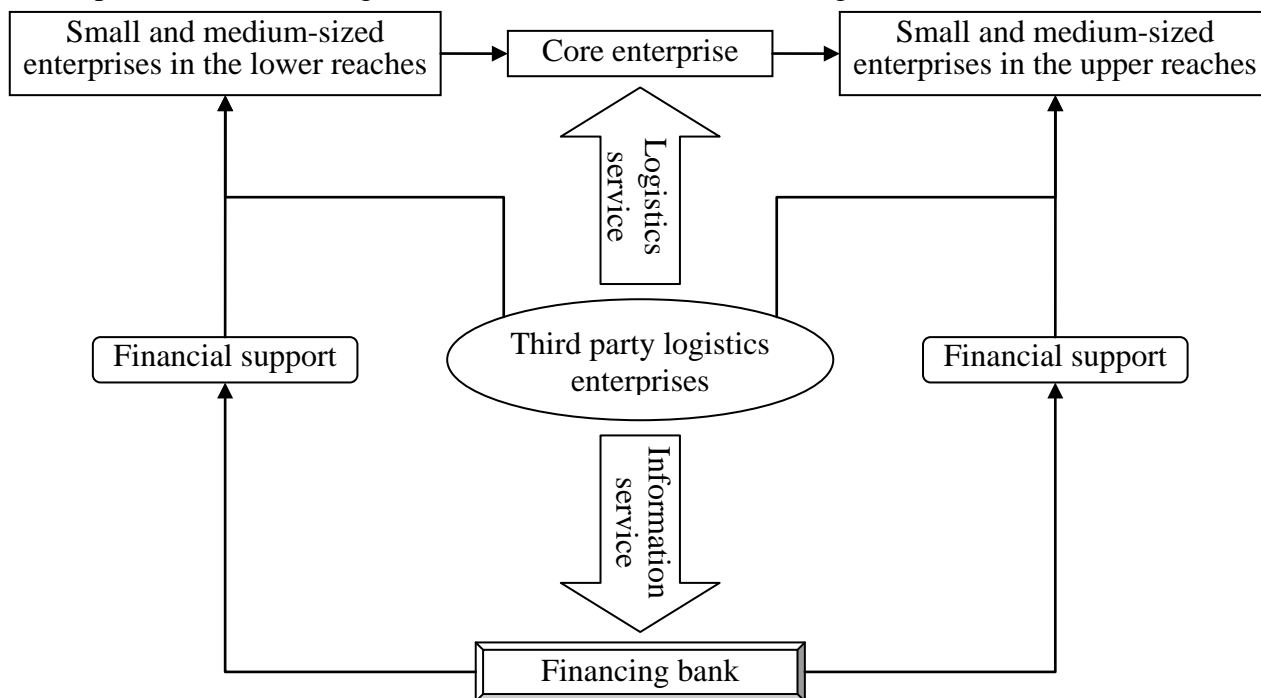 Small and medium-sized
enterprises in the lower reaches
Core enterprise
Small and medium-sized
enterprises in the upper reaches
Logistics
service
Third party logistics
enterprises
Financial support
Financial support
Information
service
Financing bank